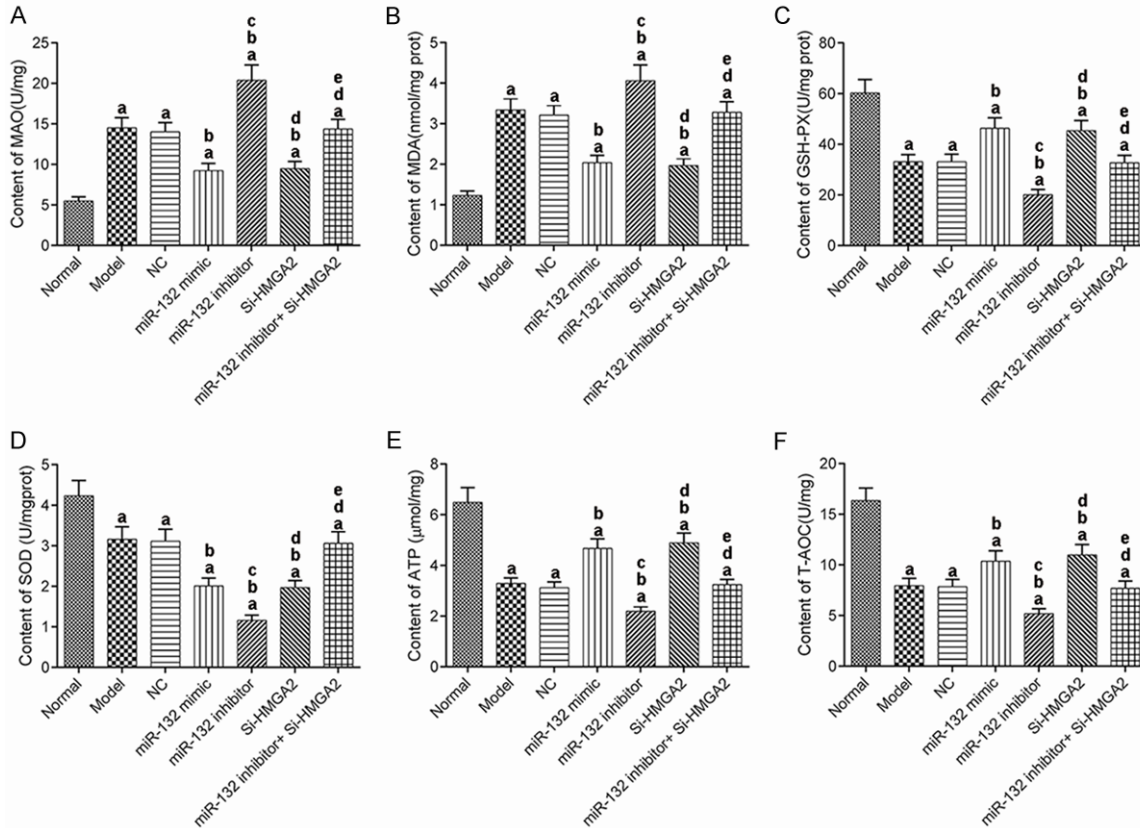 A
Content of MAO(U/mg)
25
20
15
10
5
0
a
a
b
a
c
b
a
d
b
a
e
d
a
Normal
Model
NC
miR-132 mimic
miR-132 inhibitor
Si-HMGA2
miR-132 inhibitor+ Si-HMGA2
B
Content of MDA(nmol/mg prot)
5
4
3
2
1
0
a
a
b
a
c
b
a
d
b
a
e
d
a
Normal
Model
NC
miR-132 mimic
miR-132 inhibitor
Si-HMGA2
miR-132 inhibitor+ Si-HMGA2
C
Content of GSH-PX(U/mg prot)
80
60
40
20
0
a
a
b
a
c
b
a
d
b
a
e
d
a
Normal
Model
NC
miR-132 mimic
miR-132 inhibitor
Si-HMGA2
miR-132 inhibitor+ Si-HMGA2
D
Content of SOD (U/mgprot)
5
4
3
2
1
0
a
a
b
a
c
b
a
d
b
a
e
d
a
Normal
Model
NC
miR-132 mimic
miR-132 inhibitor
Si-HMGA2
miR-132 inhibitor+ Si-HMGA2
E
Content of ATP (μmol/mg)
8
6
4
2
0
a
a
b
a
c
b
a
d
b
a
e
d
a
Normal
Model
NC
miR-132 mimic
miR-132 inhibitor
Si-HMGA2
miR-132 inhibitor+ Si-HMGA2
F
Content of T-AOC(U/mg)
20
15
10
5
0
a
a
b
a
c
b
a
d
b
a
e
d
a
Normal
Model
NC
miR-132 mimic
miR-132 inhibitor
Si-HMGA2
miR-132 inhibitor+ Si-HMGA2